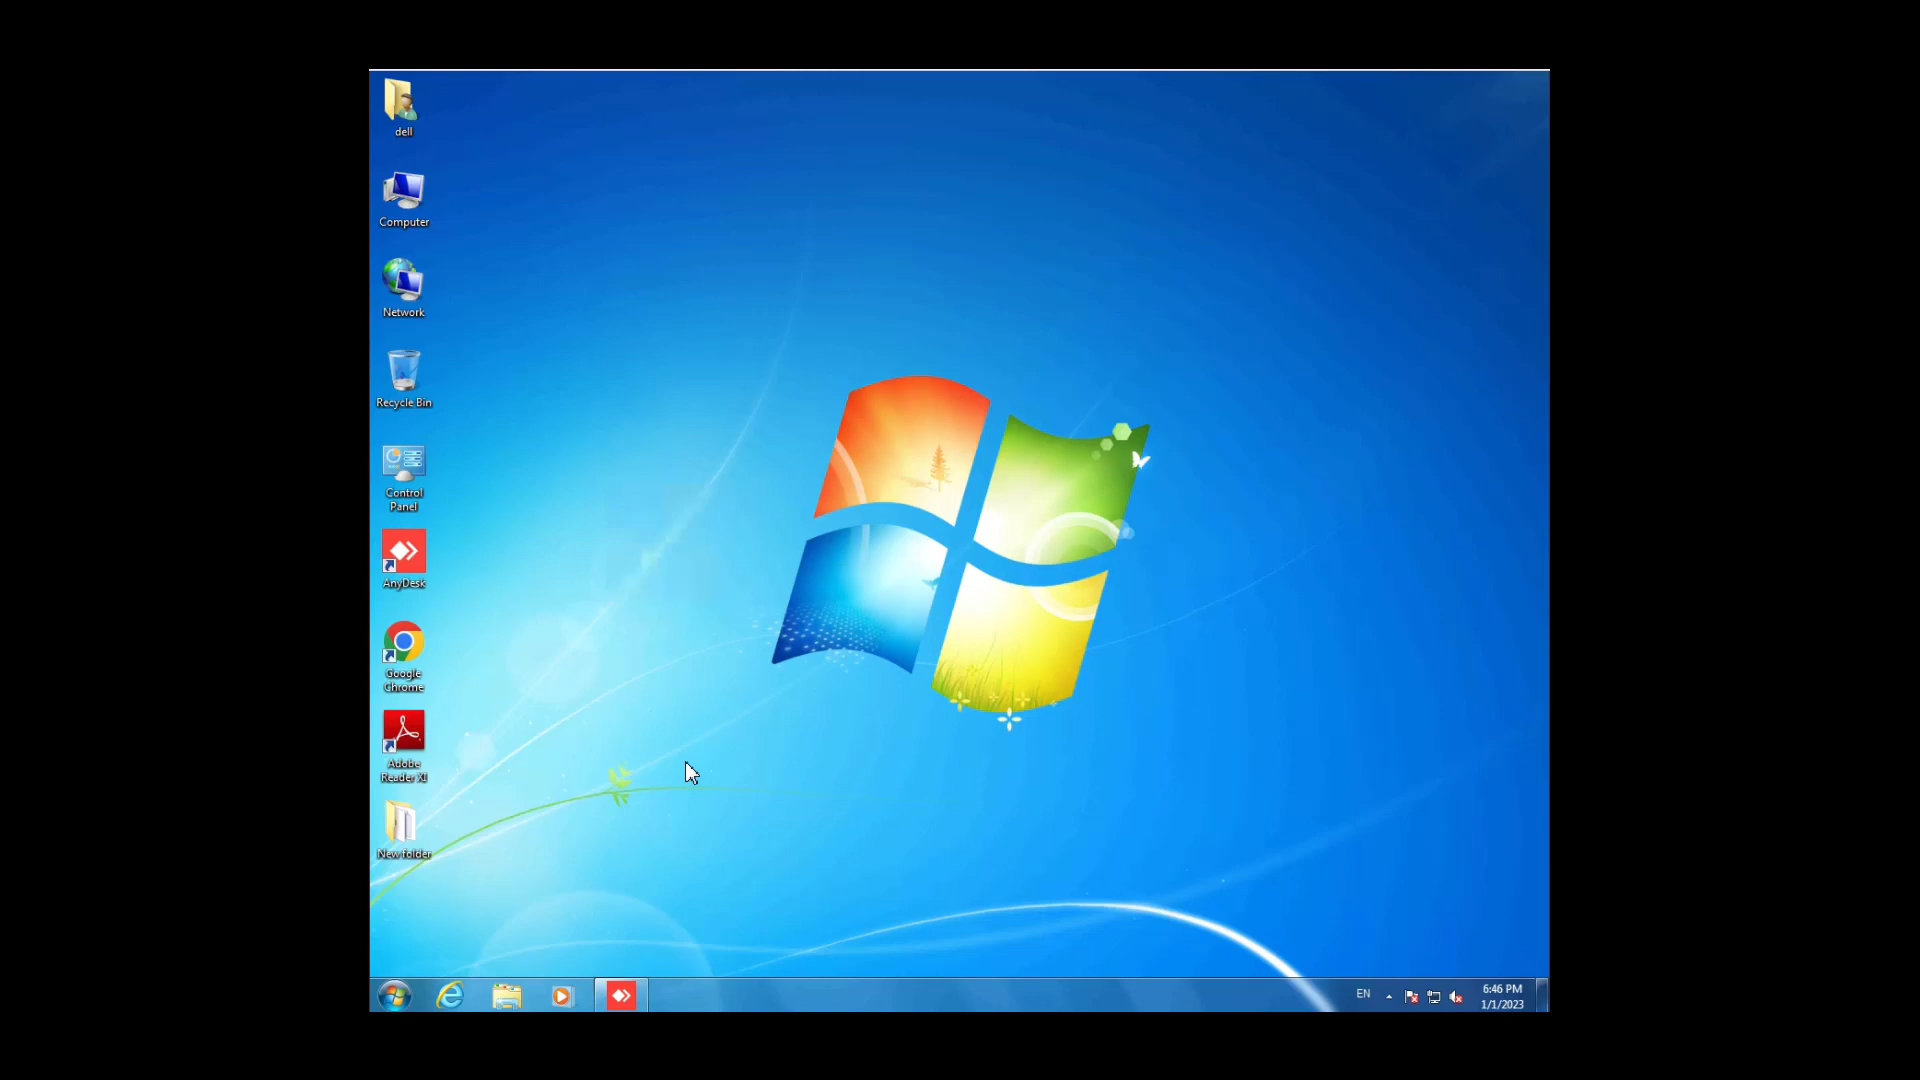 dell
Computer
Network
Recycle Bin
Control
Panel
AnyDesk
Google
Chrome
Adobe
Reader XI
New folder
EN
6:46 PM
1/1/2023